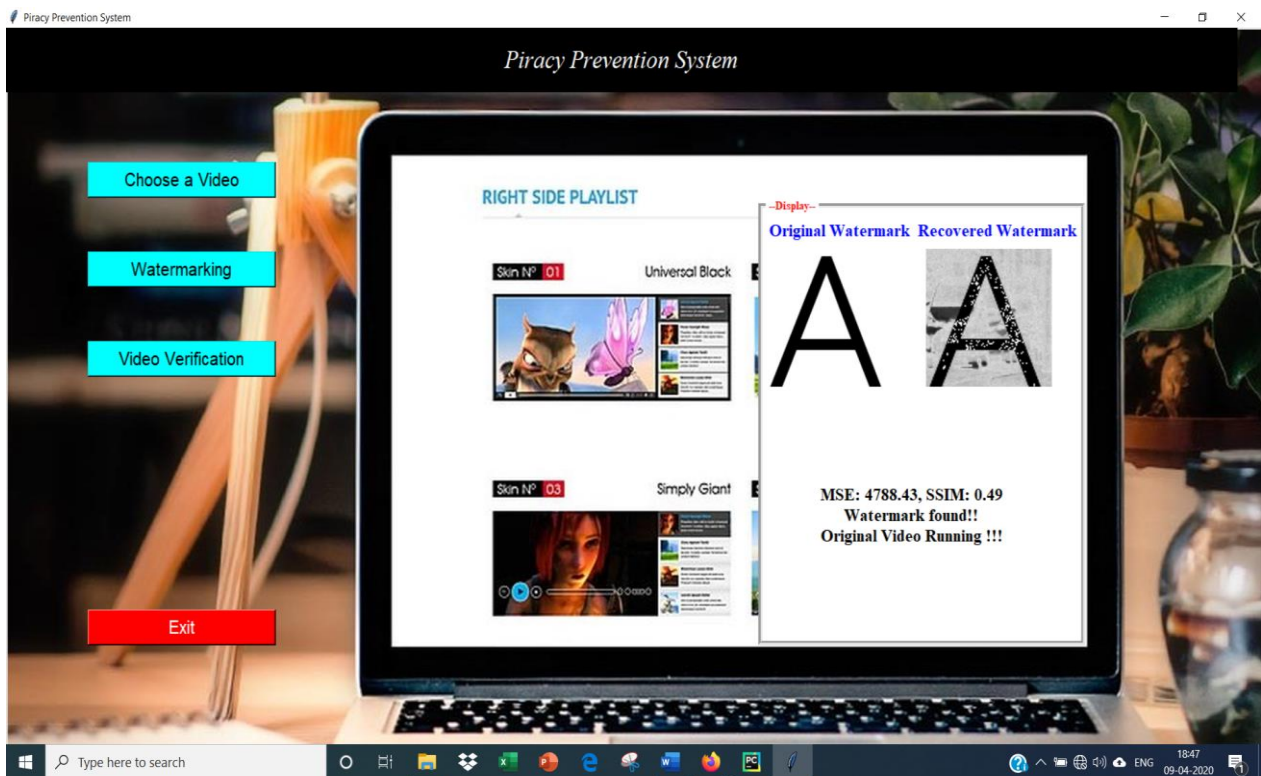 Piracy Prevention System
Piracy Prevention System
Choose a Video
Watermarking
Video Verification
Exit
RIGHT SIDE PLAYLIST
Skin Nº 01
Universal Black
Skin Nº 03
Simply Giant
--Display--
Original Watermark Recovered Watermark
A
A
MSE: 4788.43, SSIM: 0.49
Watermark found!!
Original Video Running !!!
Type here to search
ENG
18:47
09-04-2020